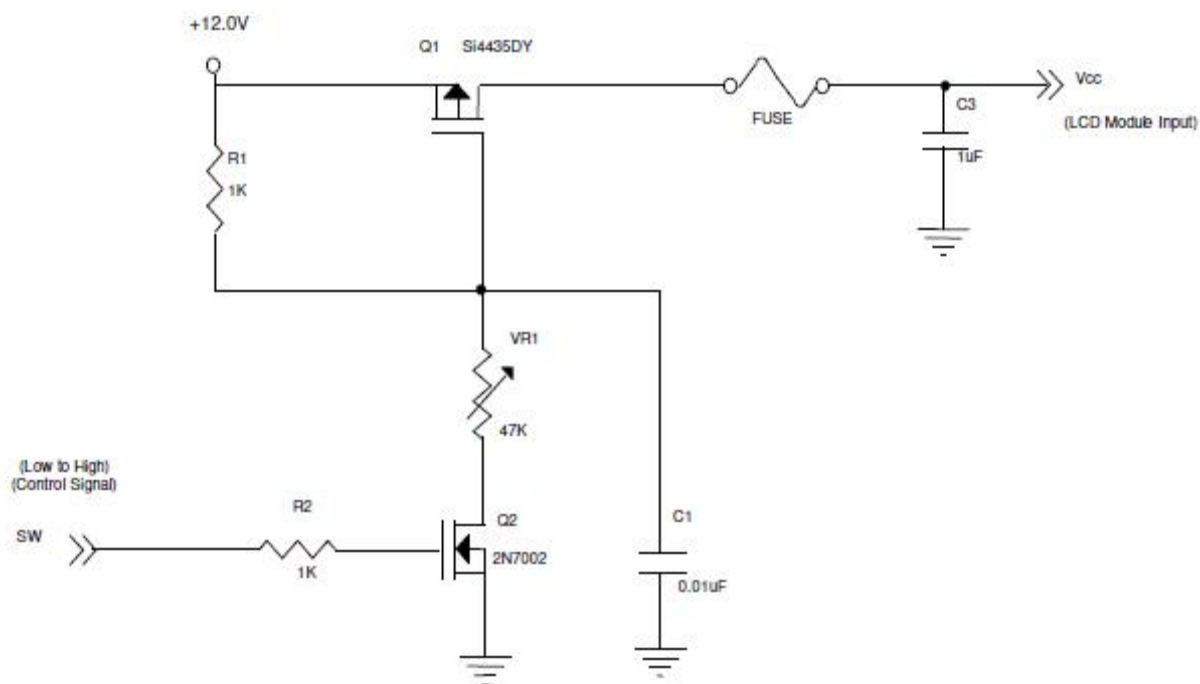 +12.0V
Q1 Si4435DY
Vcc
C3
FUSE
(LCD Module Input)
R1
1uF
1K
VR1
47K
(Low to High)
(Control Signal)
R2
C1
Q2
SW
2N7002
1K
0.01uF